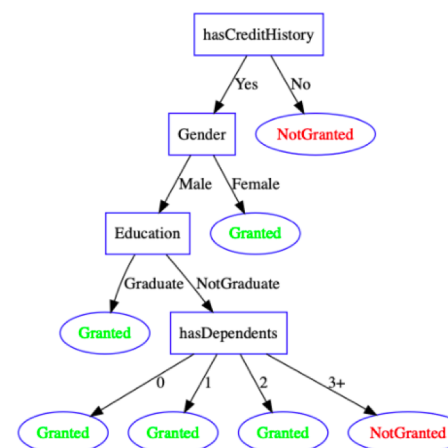 hasCreditHistory
Yes No
Gender NotGranted
Male Female
Education Granted
Graduate NotGraduate
Granted hasDependents
0 1 2 3+
Granted Granted Granted NotGranted